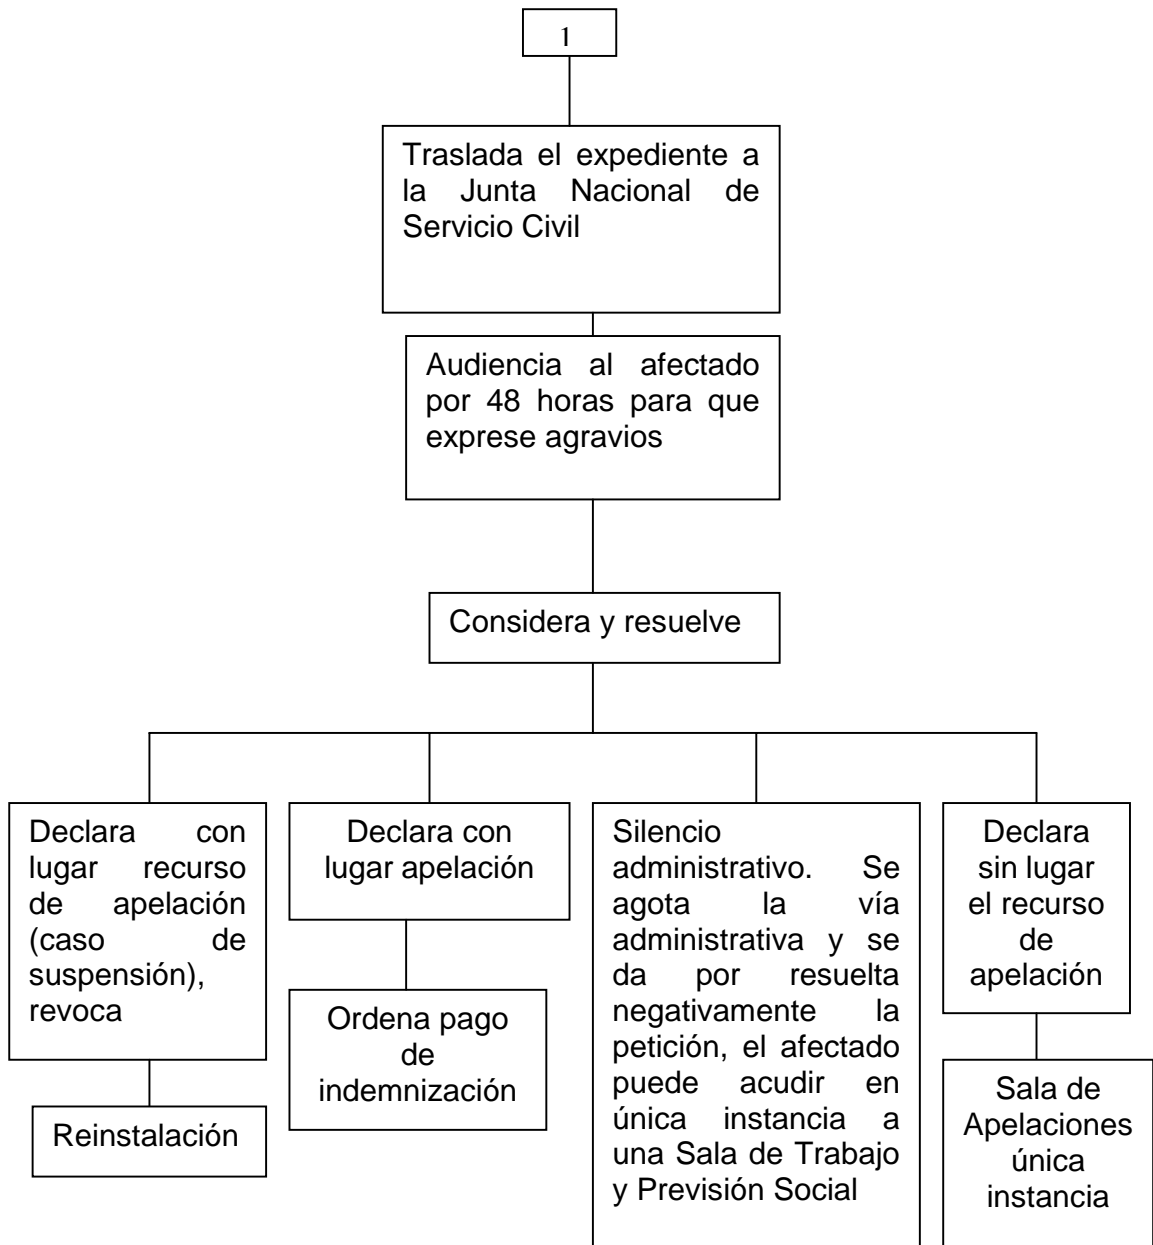 1
Traslada el expediente a
la Junta Nacional de
Servicio Civil
Audiencia al afectado
por 48 horas para que
exprese agravios
Considera y resuelve
Declara con
lugar recurso
de apelación
(caso de
suspensión),
revoca
Reinstalación
Declara con
lugar apelación
Ordena pago
de
indemnización
Silencio
administrativo. Se
agota la vía
administrativa y se
da por resuelta
negativamente la
petición, el afectado
puede acudir en
única instancia a
una Sala de Trabajo
y Previsión Social
Declara
sin lugar
el recurso
de
apelación
Sala de
Apelaciones
única
instancia